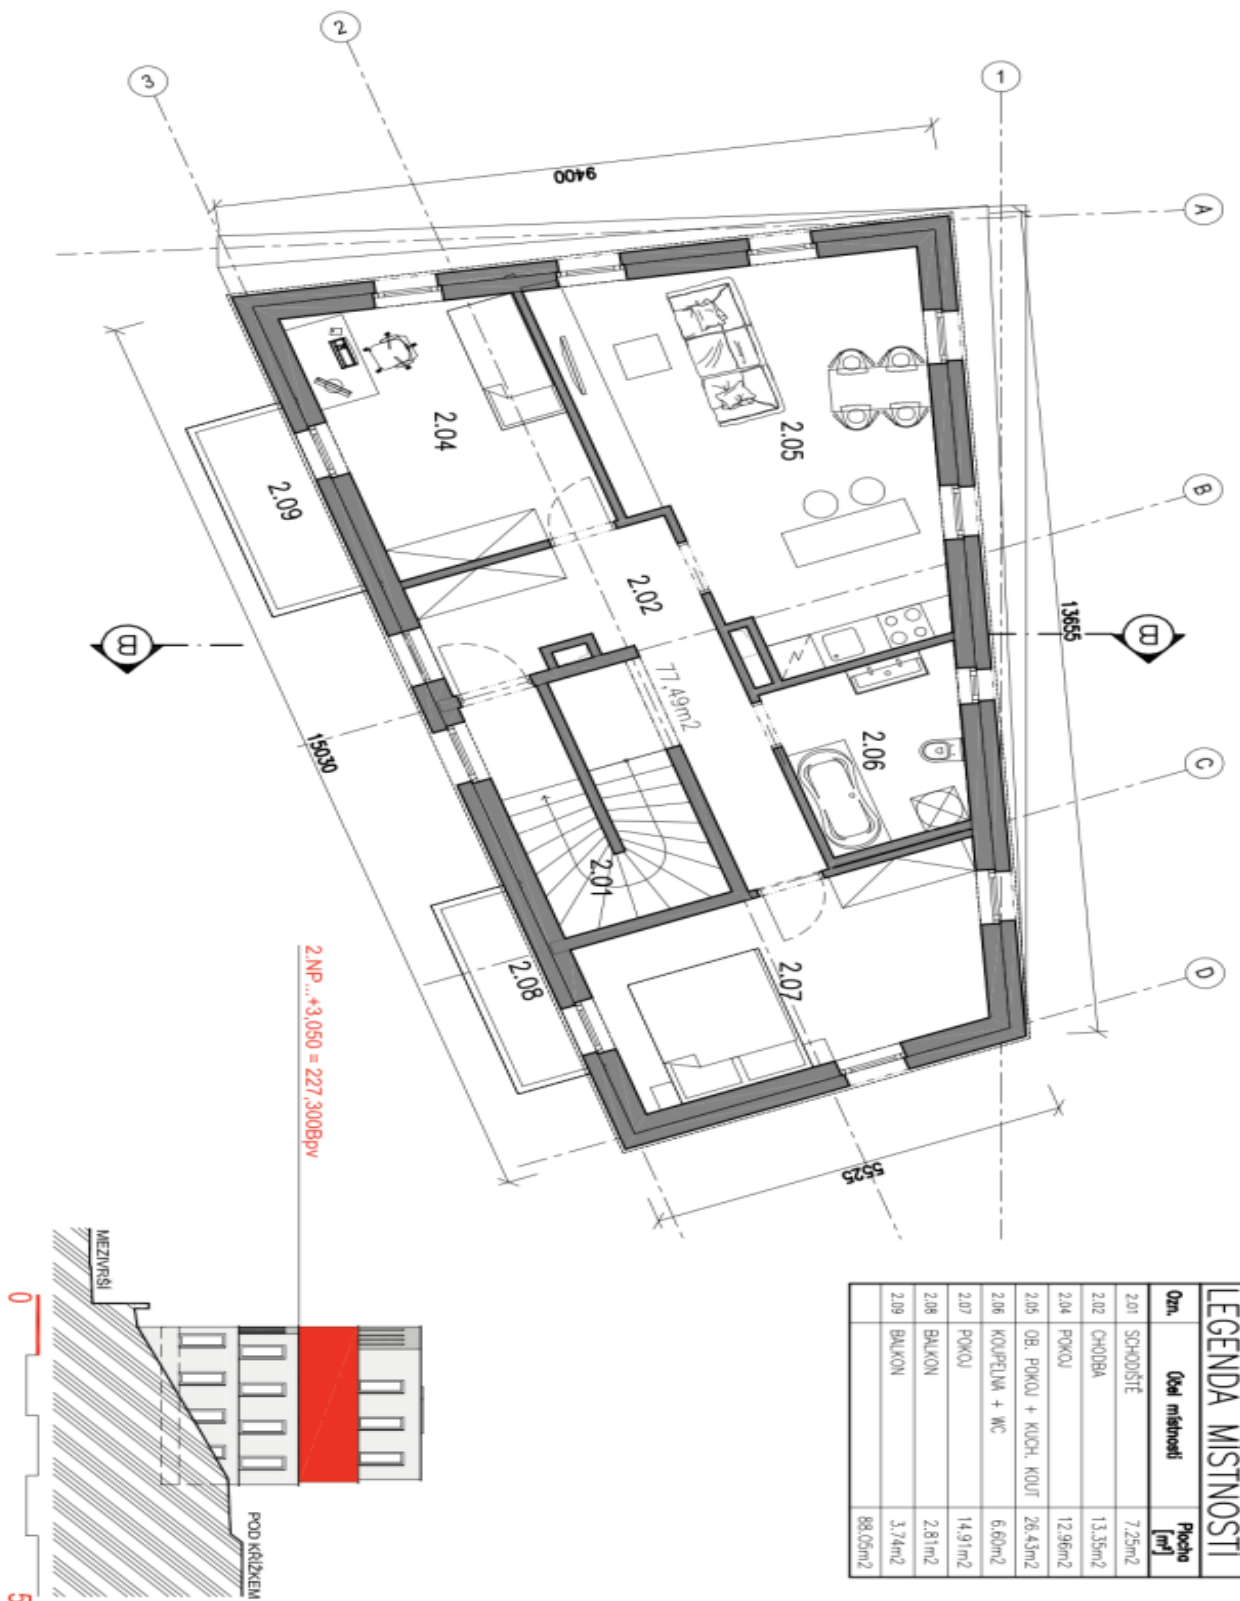 2
3
1
A
9400
2.04
2.05
2.09
B
2.02
13655
B
B
77,49m2
15030
2.06
C
2.01
2.07
D
2.08
5525
2.NP...+3,050 = 227,300Bpv
MEZIVRŠÍ
POD KŘÍŽKEM
0
5
LEGENDA MÍSTNOSTÍ
Ozn. Účel místnosti Plocha [m²]
2.01 SCHODIŠTĚ 7.25m2
2.02 CHODBA 13.35m2
2.04 POKOJ 12.96m2
2.05 OB. POKOJ + KUCH. KOUT 26.43m2
2.06 KOUPELNA + WC 6.60m2
2.07 POKOJ 14.91m2
2.08 BALKON 2.81m2
2.09 BALKON 3.74m2
88.05m2